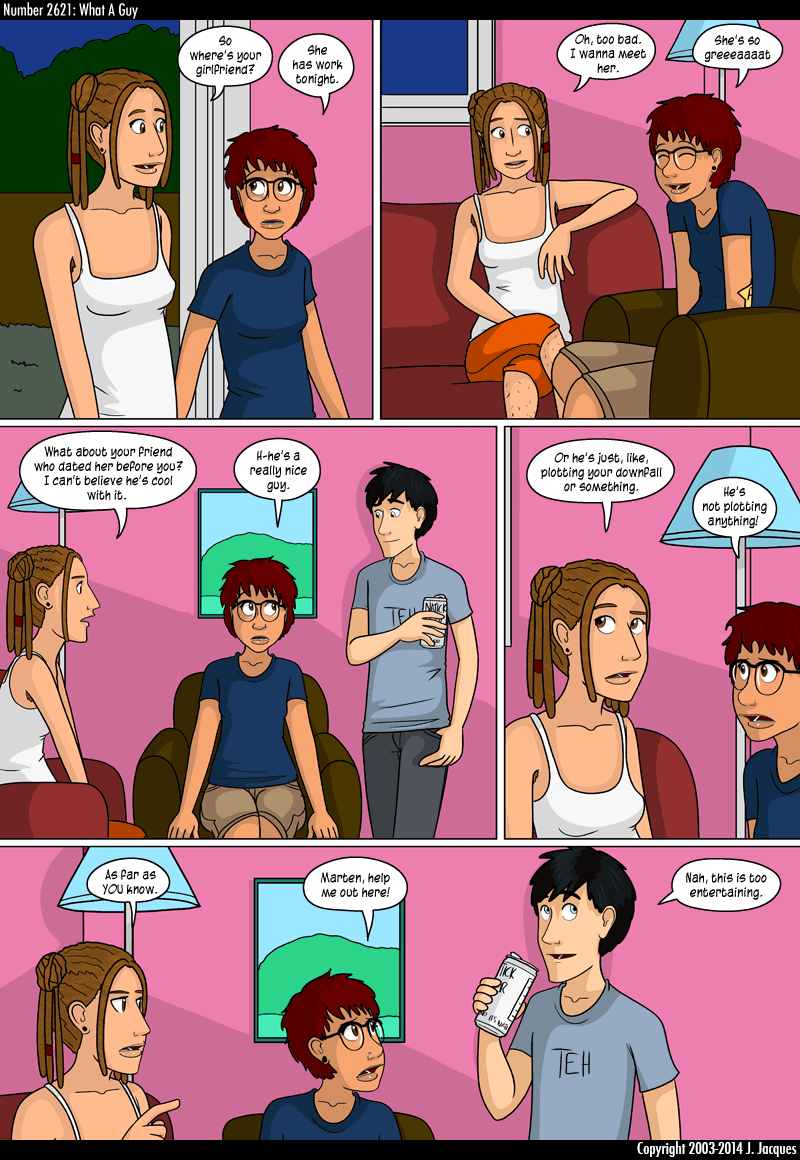 Number 2621: What A Guy
So
where's your
girlfriend?
She
has work
tonight.
Oh, too bad.
I wanna meet
her.
She's so
greeeaaaat
What about your friend
who dated her before you?
I can't believe he's cool
with it.
H-he's a
really nice
guy.
TEH
Or he's just, like,
plotting your downfall
or something.
He's
not plotting
anything!
As far as
YOU know.
Marten, help
me out here!
Nah, this is too
entertaining.
TEH
Copyright 2003-2014 J. Jacques